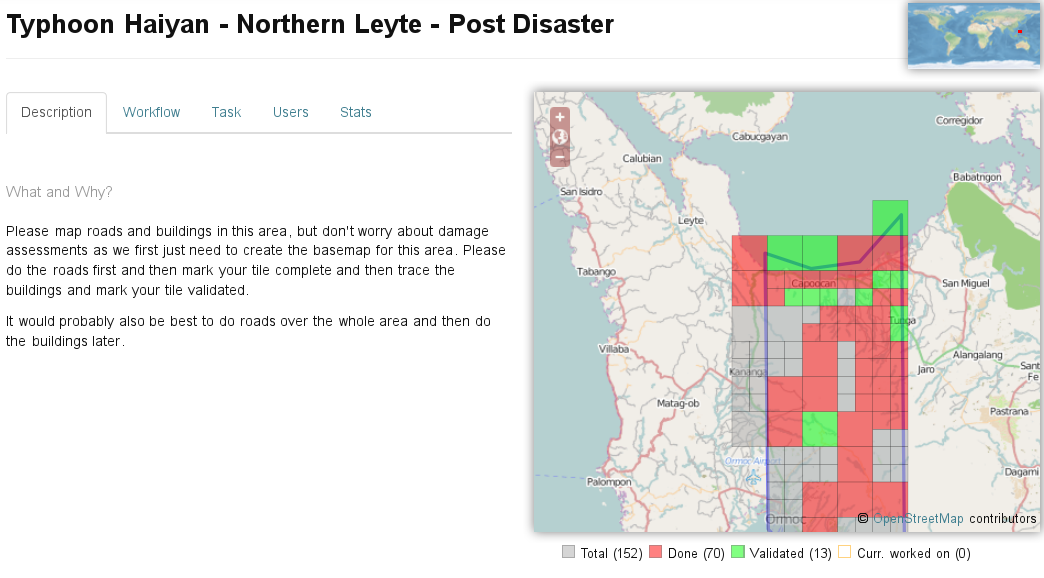 Typhoon Haiyan - Northern Leyte - Post Disaster
Description Workflow Task Users Stats
What and Why?
Please map roads and buildings in this area, but don't worry about damage
assessments as we first just need to create the basemap for this area. Please
do the roads first and then mark your tile complete and then trace the
buildings and mark your tile validated.
It would probably also be best to do roads over the whole area and then do
the buildings later.
+
−
Corregidor
Cabucgayan
Calubian
Babatngon
San Isidro
Leyte
Tabango
Capoocan
San Miguel
Tunga
Villaba
Alangalang
Kananga
Jaro
Sant
Fe
Matag-ob
Pastrana
Ormoc Airport
Dagami
Palompon
Ormoc
© OpenStreetMap contributors
Total (152) Done (70) Validated (13) Curr. worked on (0)